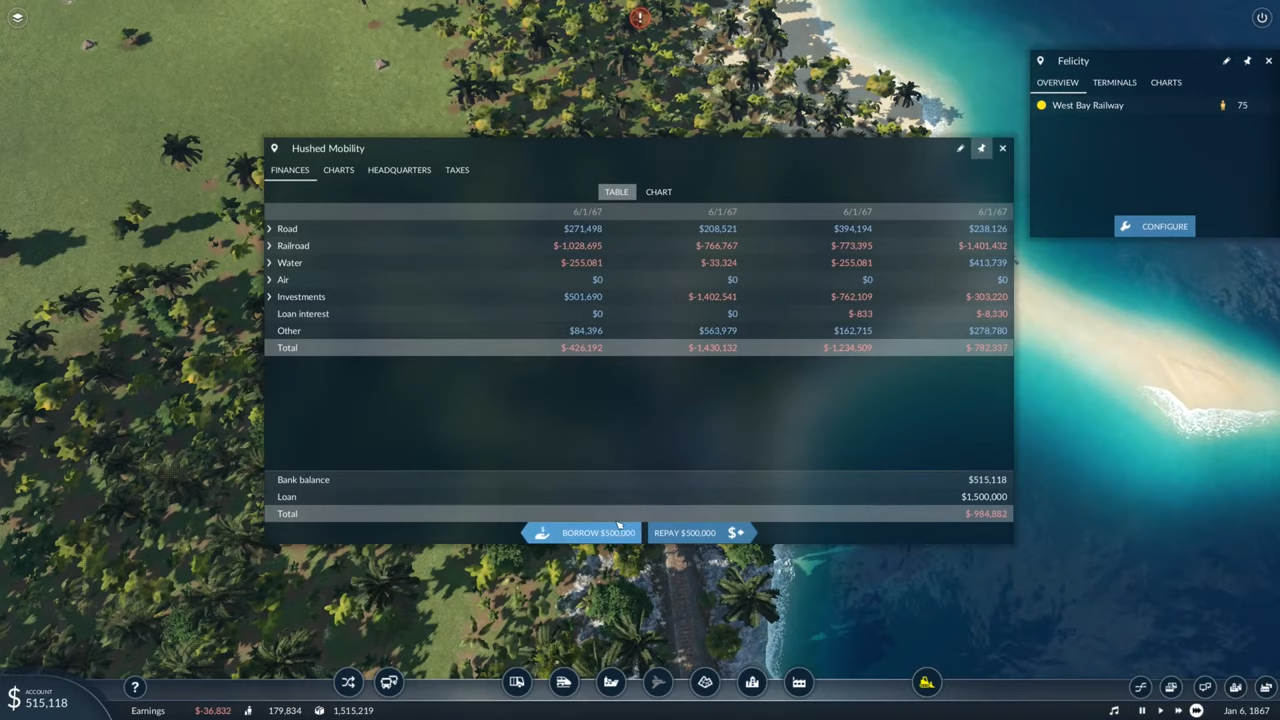 Felicity
OVERVIEW TERMINALS CHARTS
West Bay Railway 75
CONFIGURE
Hushed Mobility
FINANCES CHARTS HEADQUARTERS TAXES
TABLE CHART
6/1/67 6/1/67 6/1/67 6/1/67
Road $271,498 $208,521 $394,194 $238,126
Railroad $-1,028,695 $-766,767 $-773,395 $-1,401,432
Water $-255,081 $-33,324 $-255,081 $413,739
Air $0 $0 $0 $0
Investments $501,690 $-1,402,541 $-762,109 $-303,220
Loan interest $0 $0 $-833 $-8,330
Other $84,396 $563,979 $162,715 $278,780
Total $-426,192 $-1,430,132 $-1,234,509 $-782,337
Bank balance $515,118
Loan $1,500,000
Total $-984,882
BORROW $500,000 REPAY $500,000 $
$ ACCOUNT
515,118
?
Earnings $-36,832 179,834 1,515,219 Jan 6, 1867